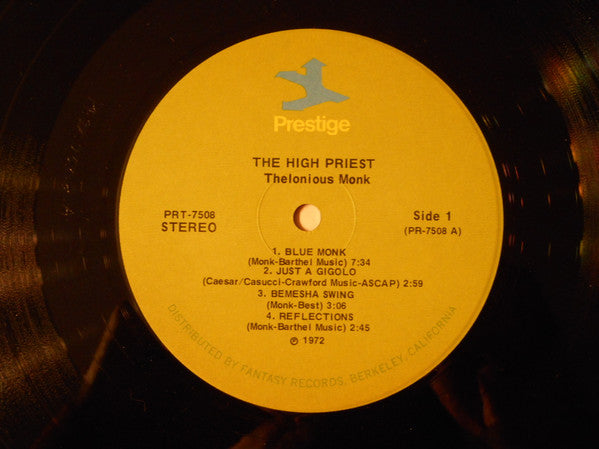 Prestige
THE HIGH PRIEST
Thelonious Monk
PRT-7508
STEREO
Side 1
(PR-7508 A)
1. BLUE MONK
(Monk-Barthel Music) 7:34
2. JUST A GIGOLO
(Caesar/Casucci-Crawford Music-ASCAP) 2:59
3. BEMESHA SWING
(Monk-Best) 3:06
4. REFLECTIONS
(Monk-Barthel Music) 2:45
℗ 1972
DISTRIBUTED BY FANTASY RECORDS, BERKELEY, CALIFORNIA